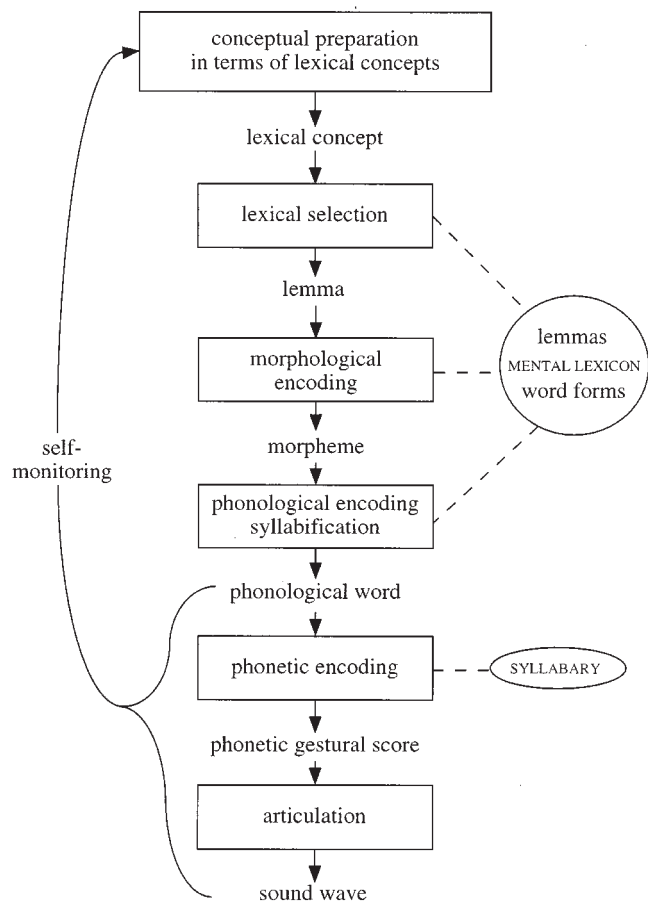 conceptual preparation
in terms of lexical concepts
lexical concept
lexical selection
lemma
lemmas
MENTAL LEXICON
word forms
morphological
encoding
morpheme
self-
monitoring
phonological encoding
syllabification
phonological word
phonetic encoding
SYLLABARY
phonetic gestural score
articulation
sound wave